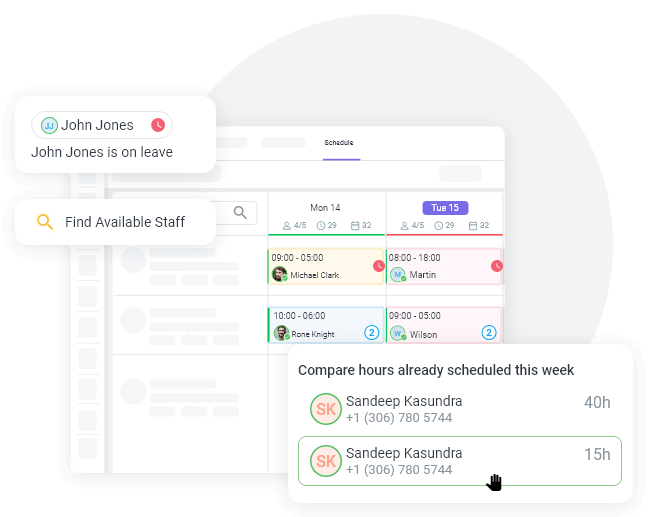 JJ John Jones
John Jones is on leave
Find Available Staff
Schedule
Mon 14
Tue 15
4/5 29 32
4/5 29 32
09:00 - 05:00
Michael Clark
08:00 - 18:00
M Martin
10:00 - 06:00
Rone Knight 2
09:00 - 05:00
W Wilson 2
Compare hours already scheduled this week
SK Sandeep Kasundra 40h
+1 (306) 780 5744
SK Sandeep Kasundra 15h
+1 (306) 780 5744